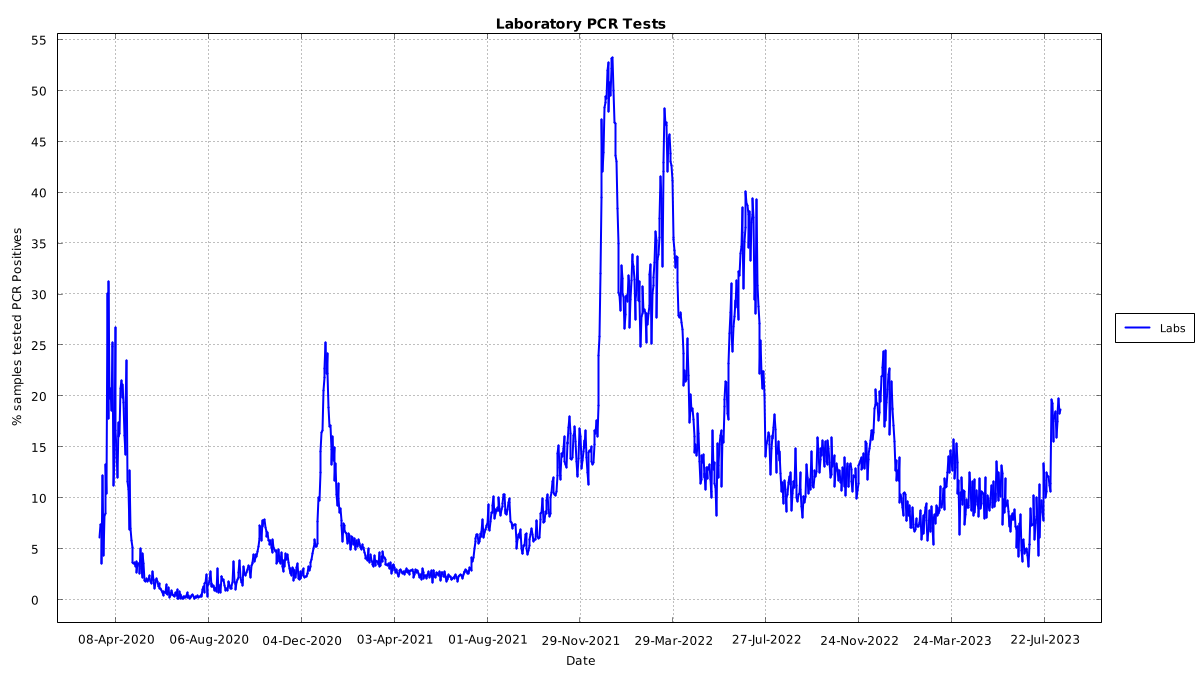 Laboratory PCR Tests
55
50
45
40
35
30
25
20
15
10
5
0
% samples tested PCR Positives
08-Apr-2020 06-Aug-2020 04-Dec-2020 03-Apr-2021 01-Aug-2021 29-Nov-2021 29-Mar-2022 27-Jul-2022 24-Nov-2022 24-Mar-2023 22-Jul-2023
Date
Labs